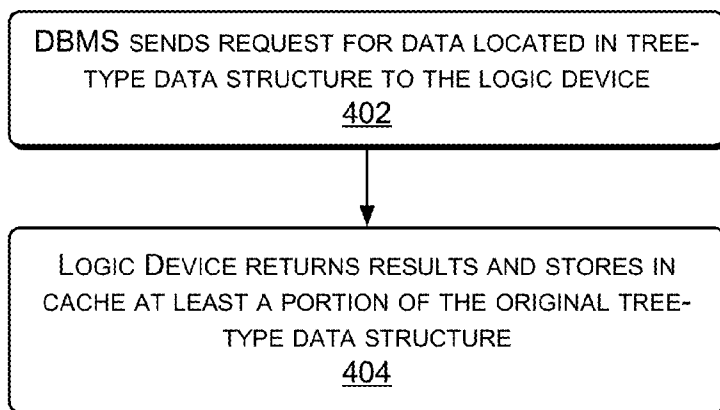 DBMS SENDS REQUEST FOR DATA LOCATED IN TREE-
TYPE DATA STRUCTURE TO THE LOGIC DEVICE
402
LOGIC DEVICE RETURNS RESULTS AND STORES IN
CACHE AT LEAST A PORTION OF THE ORIGINAL TREE-
TYPE DATA STRUCTURE
404